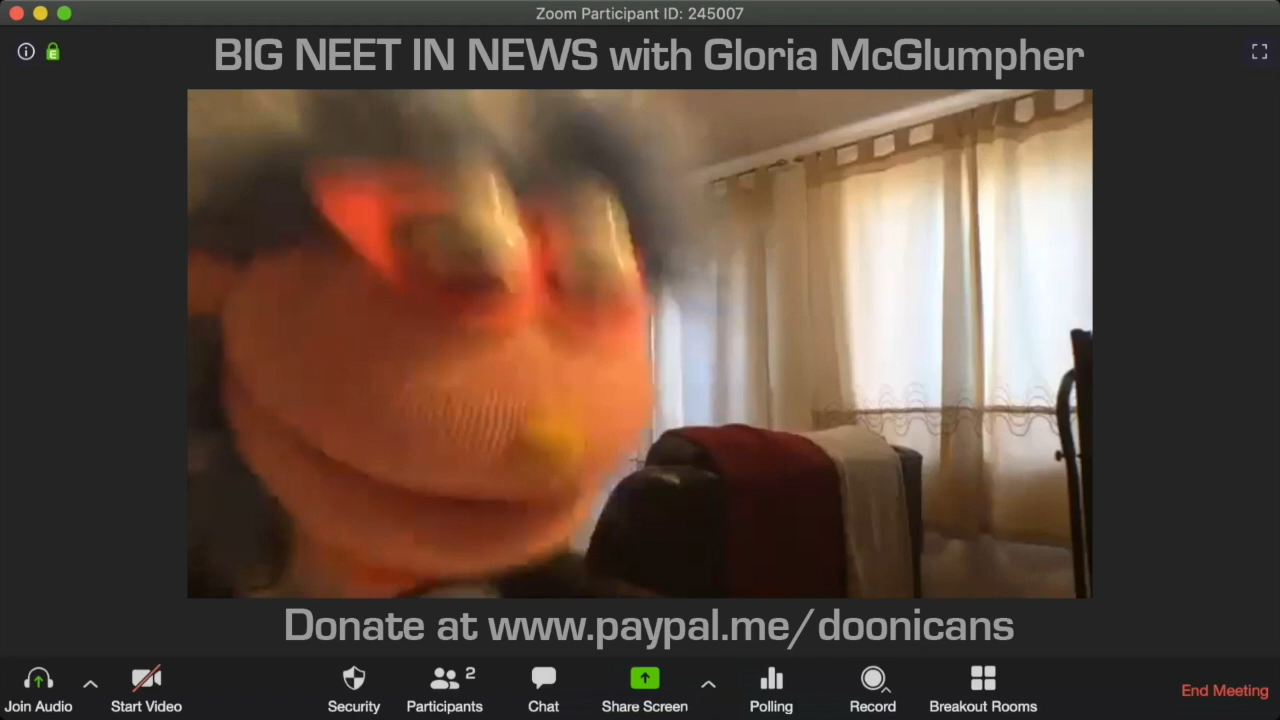 Zoom Participant ID: 245007
BIG NEET IN NEWS with Gloria McGlumpher
E
Donate at www.paypal.me/doonicans
2
Join Audio
Start Video
Security
Participants
Chat
Share Screen
Polling
Record
Breakout Rooms
End Meeting